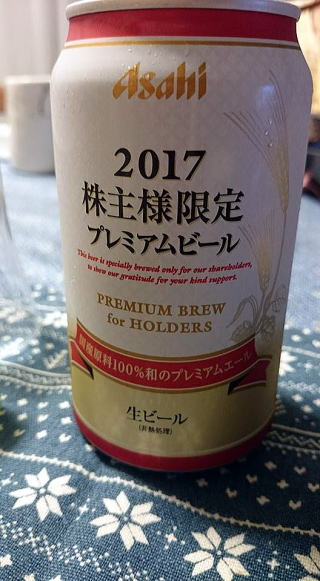 Asahi
2017
株主様限定
プレミアムビール
This beer is specially brewed only for our shareholders,
to show our gratitude for your kind support.
PREMIUM BREW
for HOLDERS
国産原料100%和のプレミアムエール
生ビール
(非熱処理)